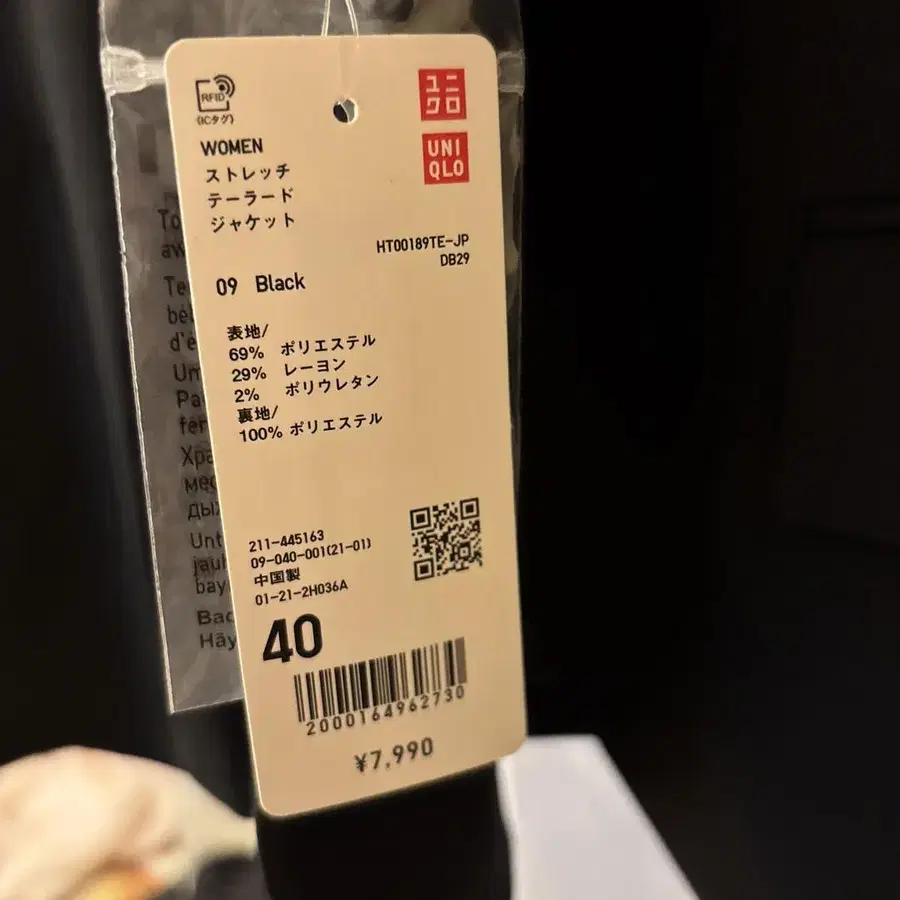 RFID
(ICタグ)
ユニ
クロ
UNI
QLO
WOMEN
ストレッチ
テーラード
ジャケット
HT00189TE-JP
DB29
09 Black
表地/
69% ポリエステル
29% レーヨン
2% ポリウレタン
裏地/
100% ポリエステル
211-445163
09-040-001(21-01)
中国製
01-21-2H036A
40
2000164962730
¥7,990